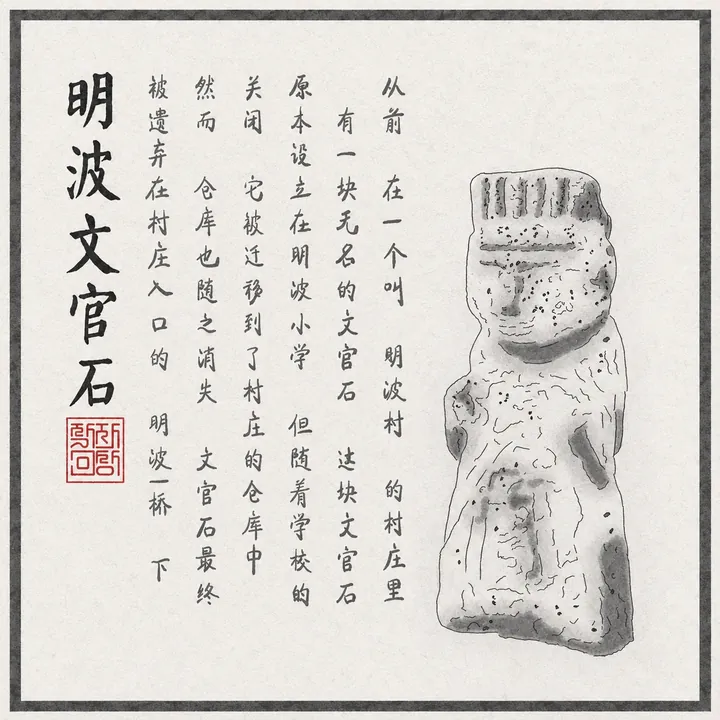 从前 在一个叫 明波村 的村庄里
有一块无名的文官石 这块文官石
原本设立在明波小学 但随着学校的
关闭 它被迁移到了村庄的仓库中
然而 仓库也随之消失 文官石最终
被遗弃在村庄入口的 明波一桥 下
明波文官石